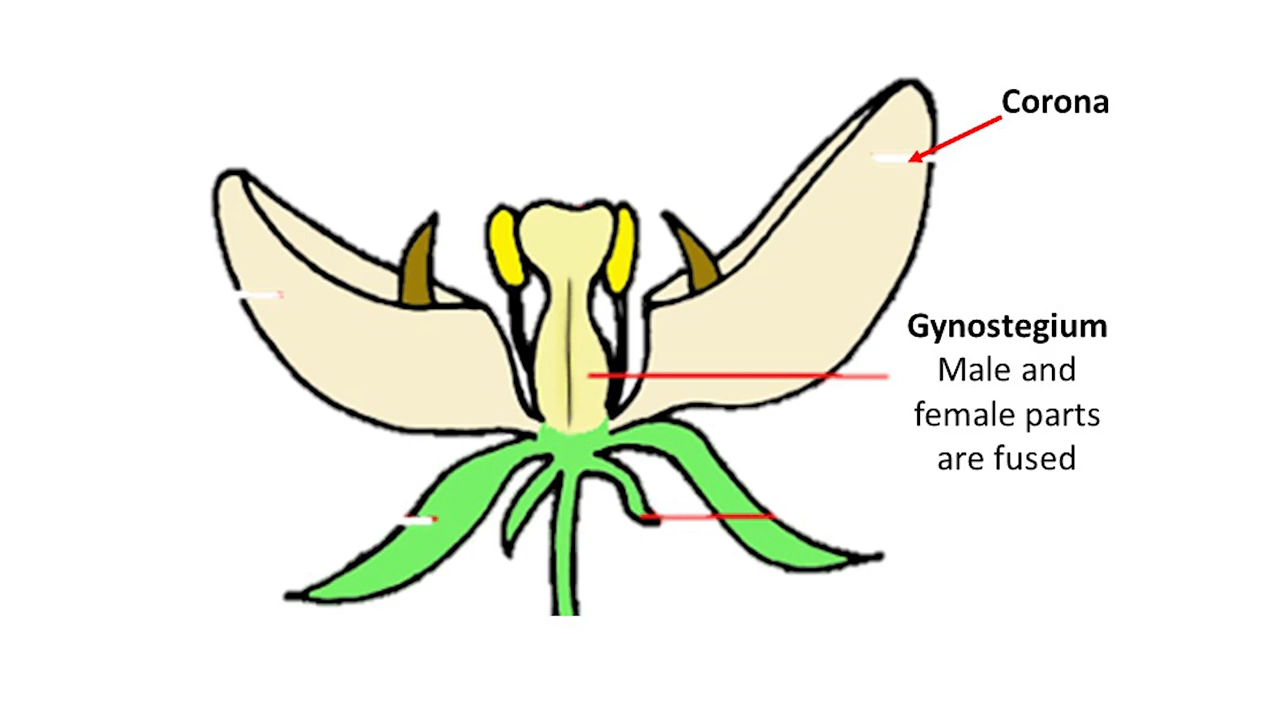 Corona
Gynostegium
Male and
female parts
are fused